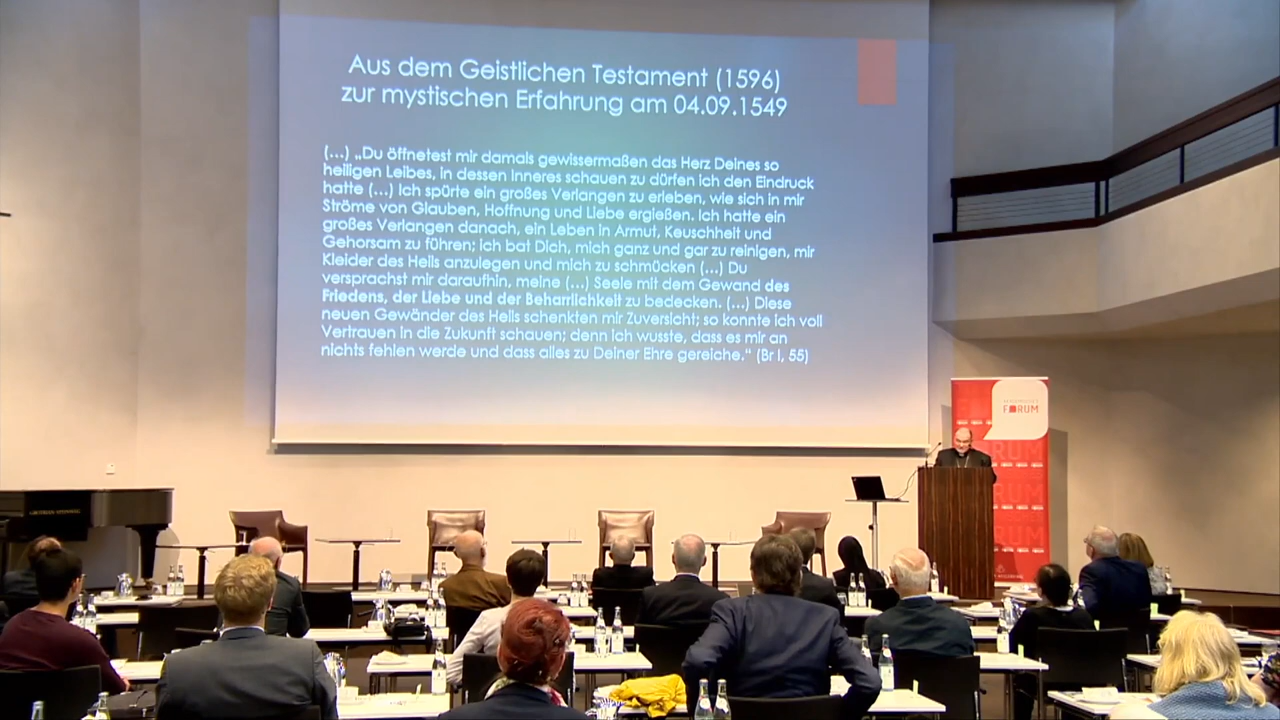 Aus dem Geistlichen Testament (1596)
zur mystischen Erfahrung am 04.09.1549
(...) „Du öffnetest mir damals gewissermaßen das Herz Deines so
heiligen Leibes, in dessen Inneres schauen zu dürfen ich den Eindruck
hatte (...) Ich spürte ein großes Verlangen zu erleben, wie sich in mir
Ströme von Glauben, Hoffnung und Liebe ergießen. Ich hatte ein
großes Verlangen danach, ein Leben in Armut, Keuschheit und
Gehorsam zu führen; ich bat Dich, mich ganz und gar zu reinigen, mir
Kleider des Heils anzulegen und mich zu schmücken (...) Du
versprachst mir daraufhin, meine (...) Seele mit dem Gewand des
Friedens, der Liebe und der Beharrlichkeit zu bedecken. (...) Diese
neuen Gewänder des Heils schenkten mir Zuversicht; so konnte ich voll
Vertrauen in die Zukunft schauen; denn ich wusste, dass es mir an
nichts fehlen werde und dass alles zu Deiner Ehre gereiche.“ (Br I, 55)
FORUM
RUM
RUM